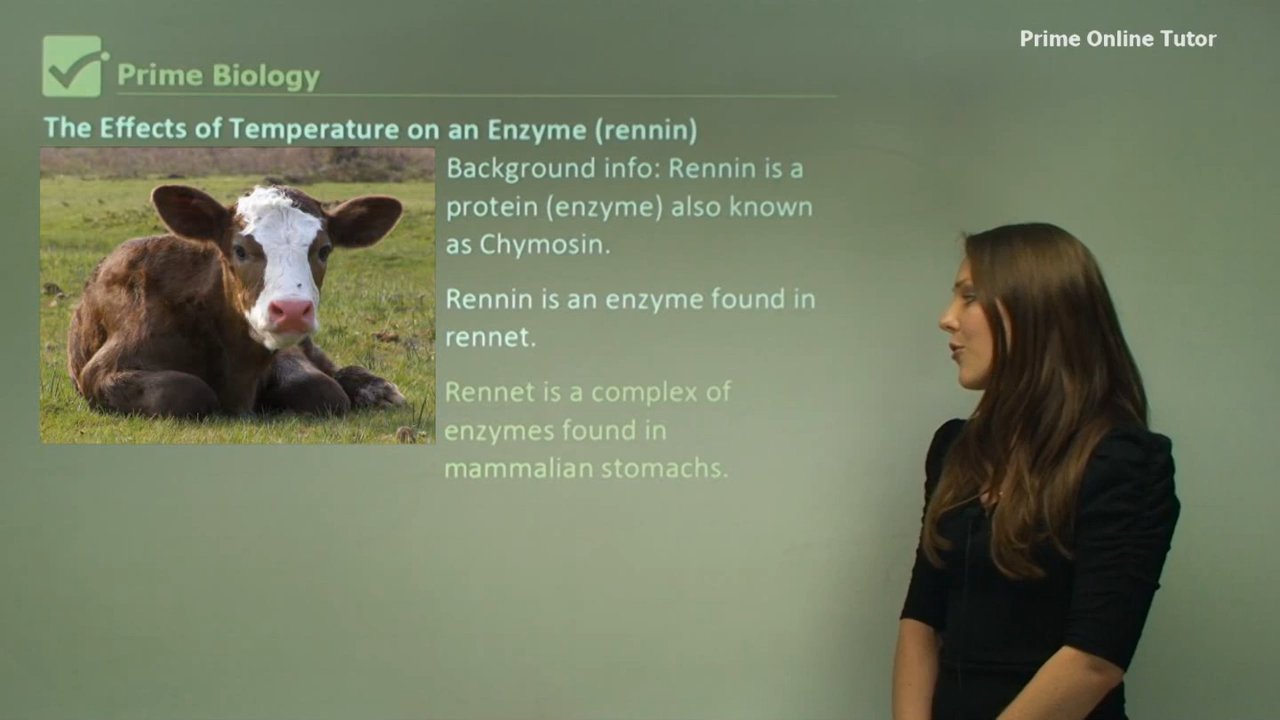 Prime Online Tutor
Prime Biology
The Effects of Temperature on an Enzyme (rennin)
Background info: Rennin is a
protein (enzyme) also known
as Chymosin.
Rennin is an enzyme found in
rennet.
Rennet is a complex of
enzymes found in
mammalian stomachs.